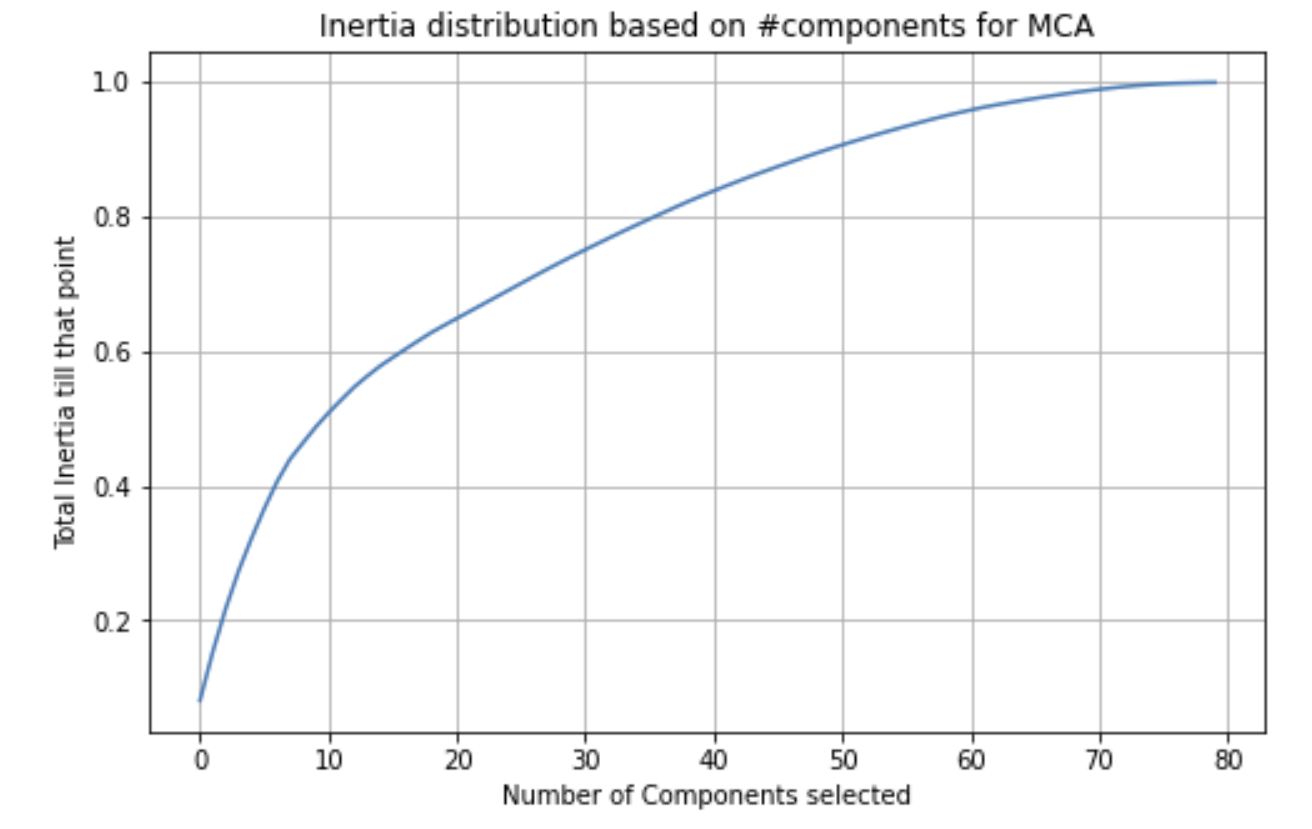 Inertia distribution based on #components for MCA
1.0
0.8
0.6
0.4
0.2
Total Inertia till that point
0 10 20 30 40 50 60 70 80
Number of Components selected